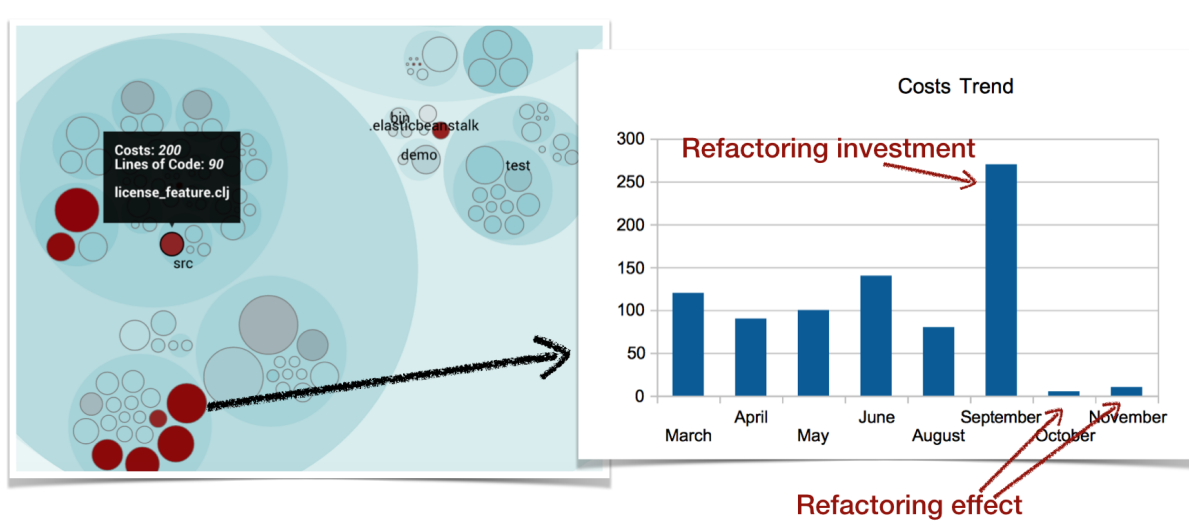 bin
.elasticbeanstalk
demo
test
Costs: 200
Lines of Code: 90
license_feature.clj
src
Costs Trend
300
250
200
150
100
50
0
Refactoring investment
March
April
May
June
August
September
October
November
Refactoring effect